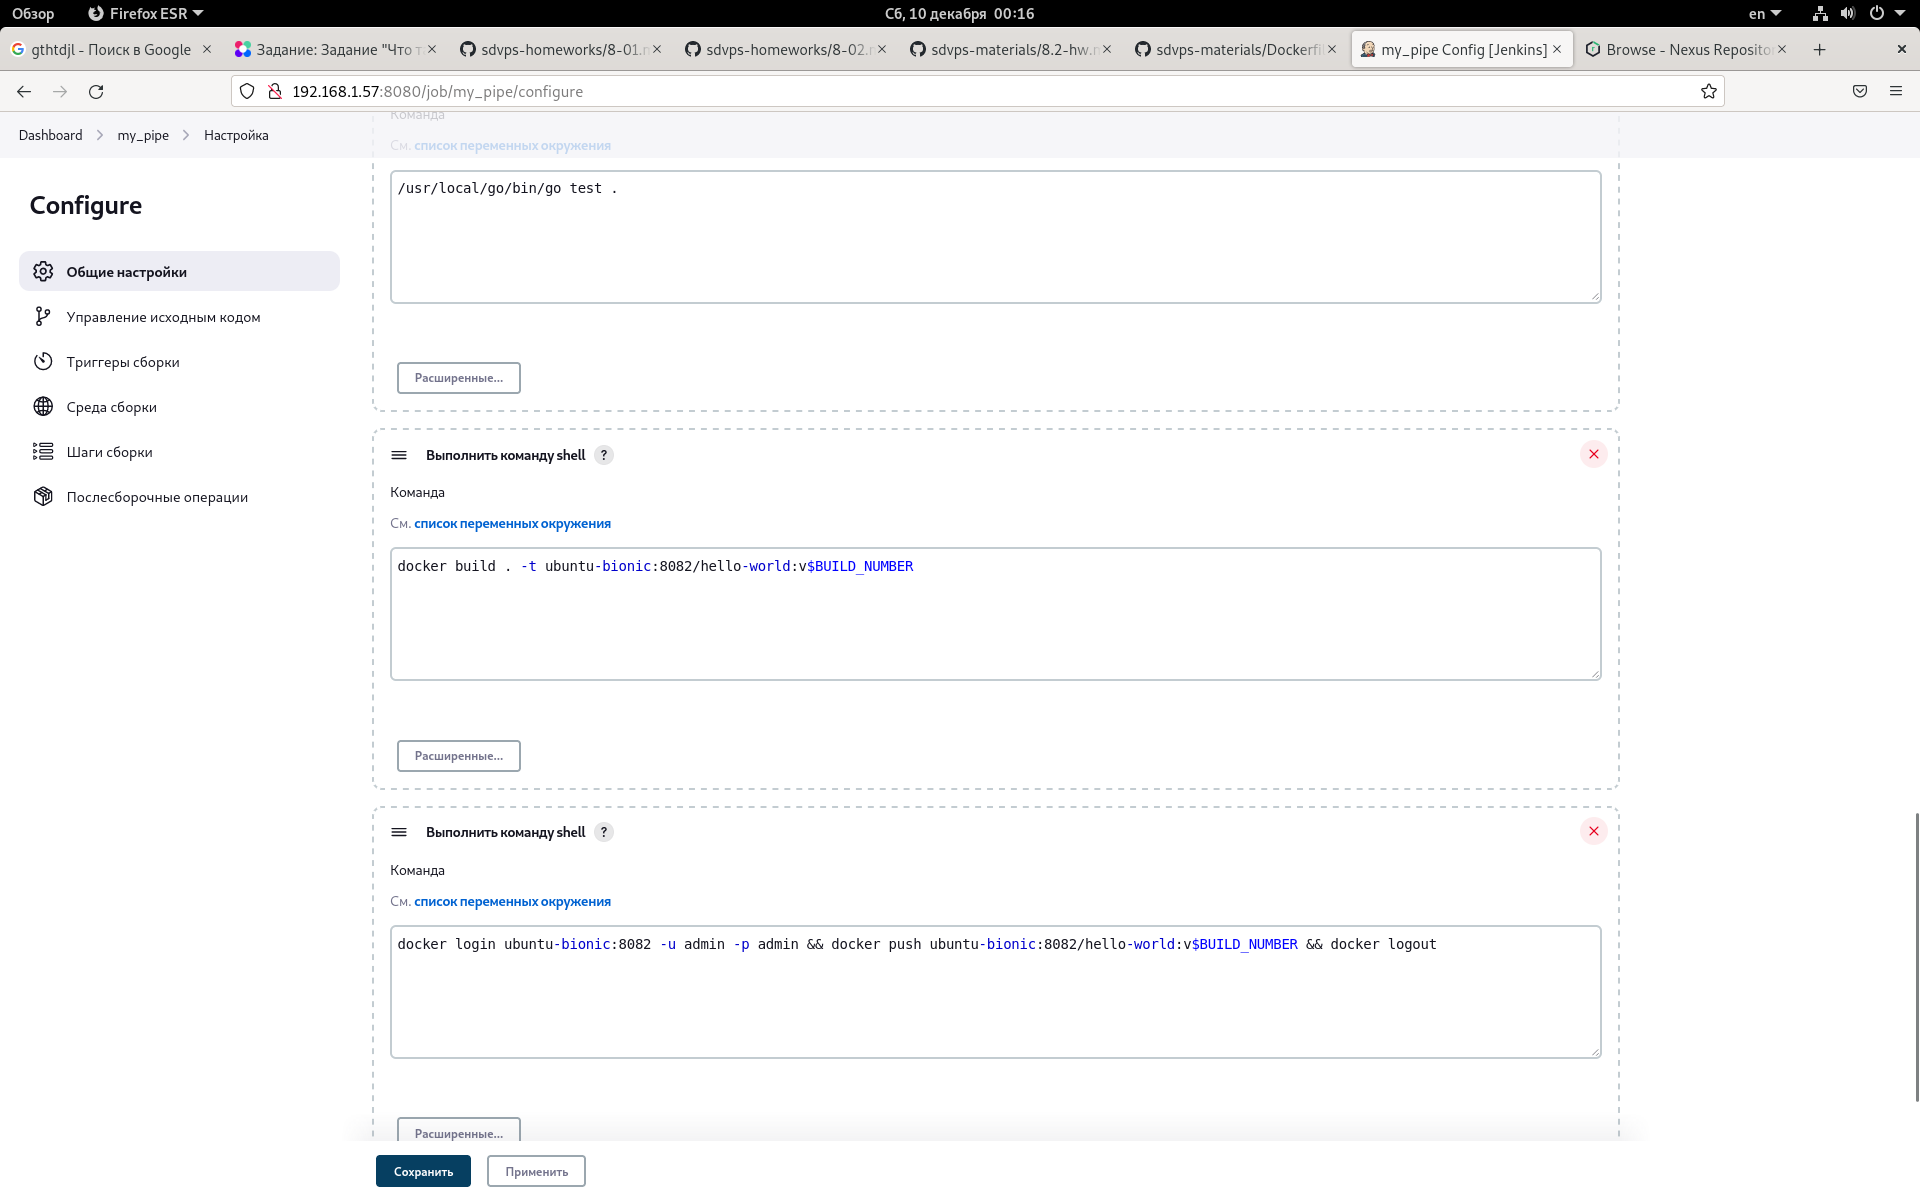 Обзор
Firefox ESR
Сб, 10 декабря 00:16
en
gthtdjl - Поиск в Google
Задание: Задание "Что т
sdvps-homeworks/8-01.m
sdvps-homeworks/8-02.m
sdvps-materials/8.2-hw.m
sdvps-materials/Dockerfi
my_pipe Config [Jenkins]
Browse - Nexus Reposito
192.168.1.57:8080/job/my_pipe/configure
Dashboard
my_pipe
Настройка
Команда
См. список переменных окружения
Configure
Общие настройки
Управление исходным кодом
Триггеры сборки
Среда сборки
Шаги сборки
Послесборочные операции
/usr/local/go/bin/go test .
Расширенные...
Выполнить команду shell ?
Команда
См. список переменных окружения
docker build . -t ubuntu-bionic:8082/hello-world:v$BUILD_NUMBER
Расширенные...
Выполнить команду shell ?
Команда
См. список переменных окружения
docker login ubuntu-bionic:8082 -u admin -p admin && docker push ubuntu-bionic:8082/hello-world:v$BUILD_NUMBER && docker logout
Расширенные...
Сохранить
Применить